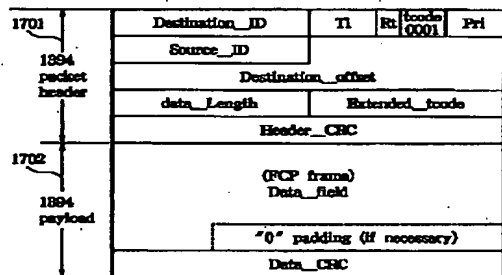 1701
1394
packet
header
Destination_ID Tl Rt tcode 0001 Pri
Source_ID
Destination_offset
data_Length Extended_tcode
Header_CRC
1702
1394
payload
(FCP frame)
Data_field
"0" padding (if necessary)
Data_CRC